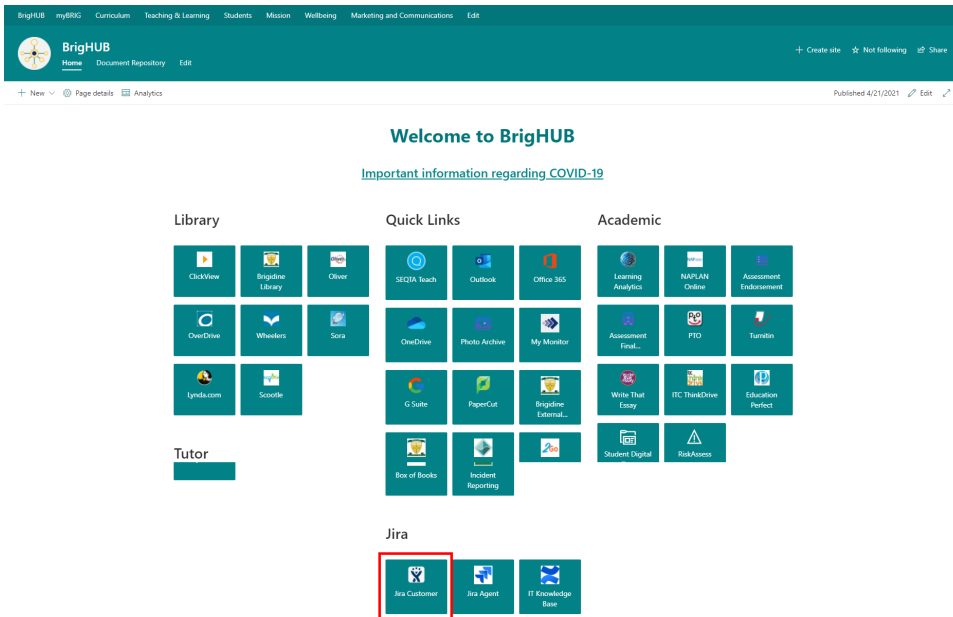 BrigHUB myBRIG Curriculum Teaching & Learning Students Mission Wellbeing Marketing and Communications Edit
BrigHUB
Home Document Repository Edit
Create site Not following Share
New Page details Analytics
Published 4/21/2021 Edit
Welcome to BrigHUB
Important information regarding COVID-19
Library
ClickView
Brigidine
Library
Oliver
OverDrive
Wheelers
Sora
Lynda.com
Scootle
Tutor
Quick Links
SEQTA Teach
Outlook
Office 365
OneDrive
Photo Archive
My Monitor
G Suite
PaperCut
Brigidine
External...
Box of Books
Incident
Reporting
2Go
Academic
Learning
Analytics
NAPLAN
Online
Assessment
Endorsement
Assessment
Final...
PTO
Turnitin
Write That
Essay
ITC ThinkDrive
Education
Perfect
Student Digital
RiskAssess
Jira
Jira Customer
Jira Agent
IT Knowledge
Base